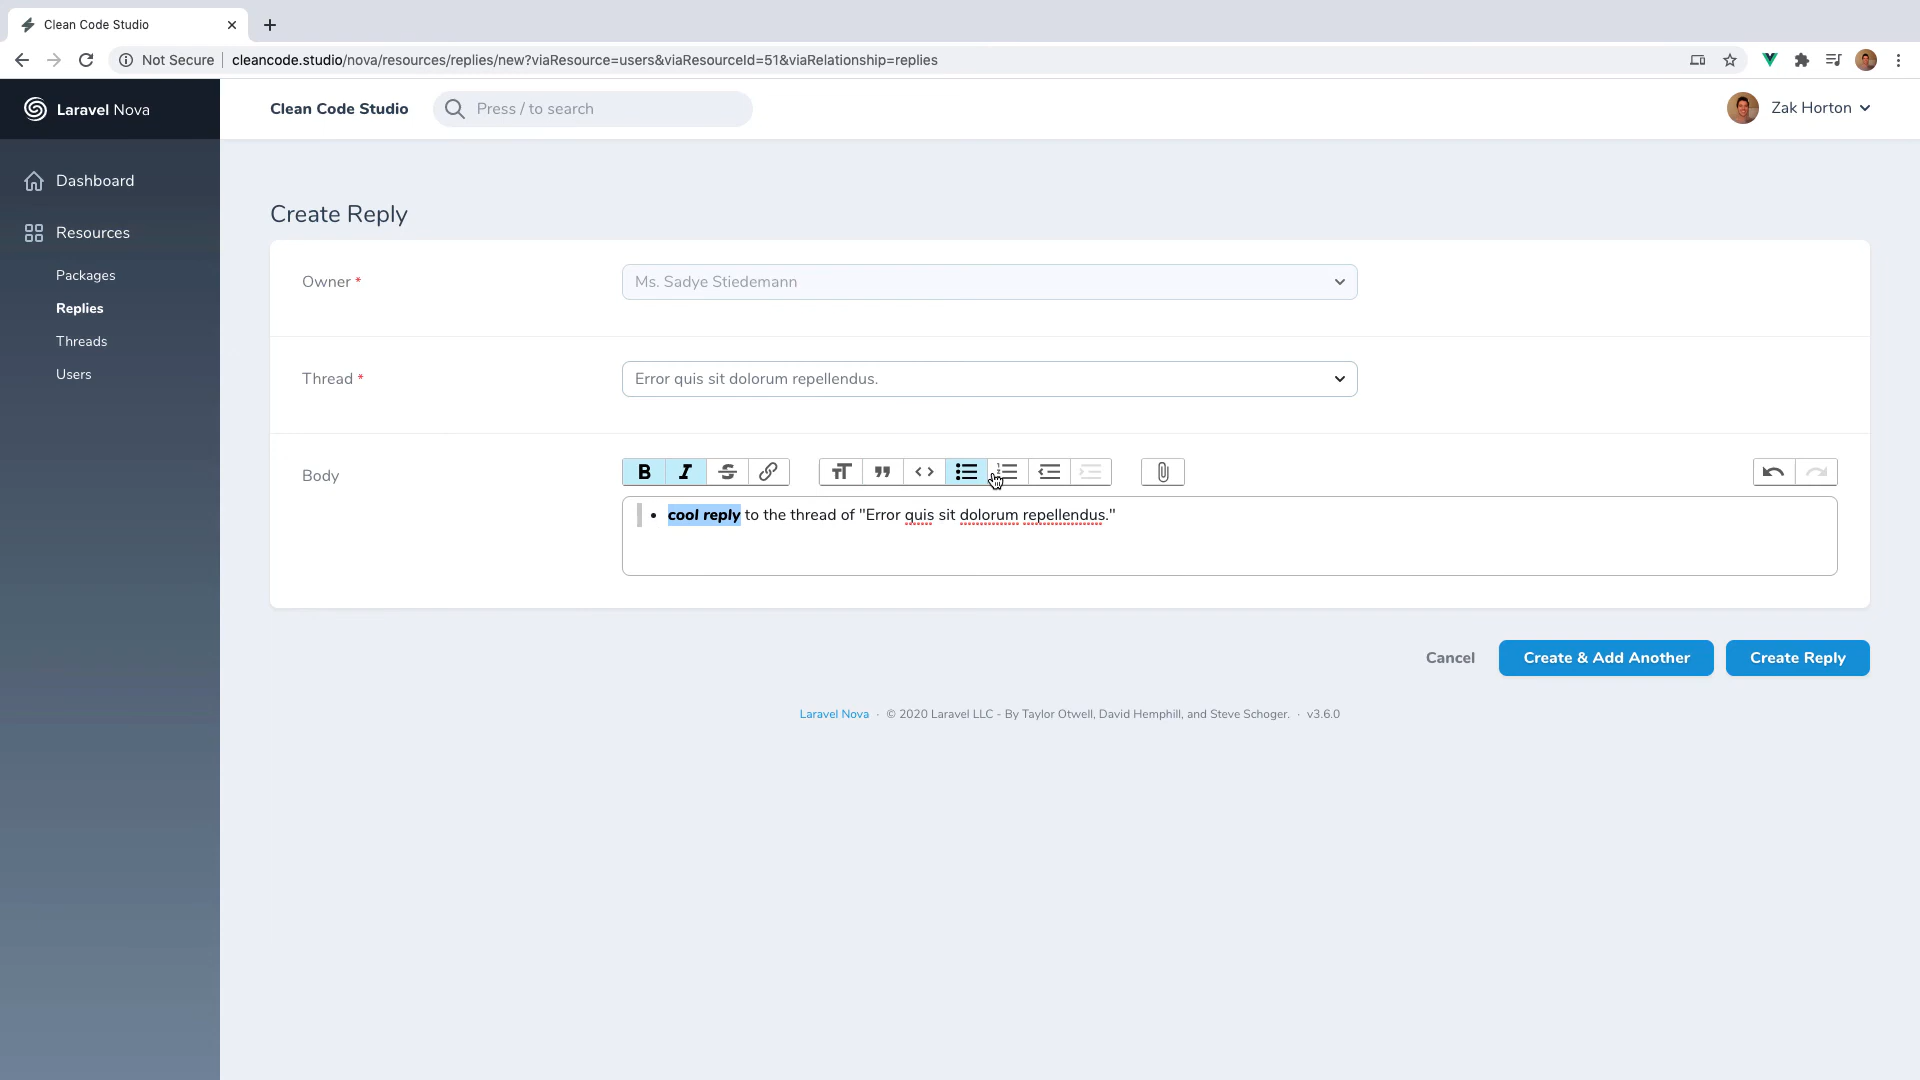 Clean Code Studio
Not Secure
cleancode.studio/nova/resources/replies/new?viaResource=users&viaResourceId=51&viaRelationship=replies
Laravel Nova
Clean Code Studio
Press / to search
Zak Horton
Dashboard
Resources
Packages
Replies
Threads
Users
Create Reply
Owner *
Ms. Sadye Stiedemann
Thread *
Error quis sit dolorum repellendus.
Body
B I S
• cool reply to the thread of "Error quis sit dolorum repellendus."
Cancel
Create & Add Another
Create Reply
Laravel Nova · © 2020 Laravel LLC - By Taylor Otwell, David Hemphill, and Steve Schoger. · v3.6.0